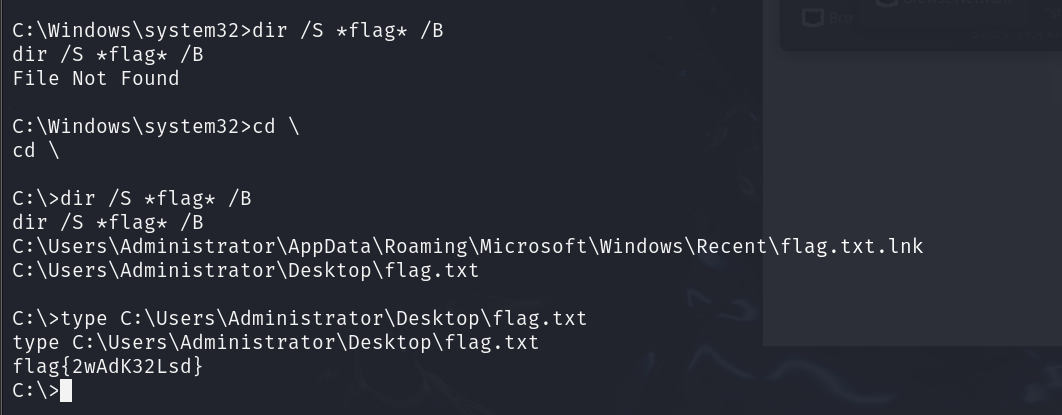 C:\Windows\system32>dir /S *flag* /B
dir /S *flag* /B
File Not Found
C:\Windows\system32>cd \
cd \
C:\>dir /S *flag* /B
dir /S *flag* /B
C:\Users\Administrator\AppData\Roaming\Microsoft\Windows\Recent\flag.txt.lnk
C:\Users\Administrator\Desktop\flag.txt
C:\>type C:\Users\Administrator\Desktop\flag.txt
type C:\Users\Administrator\Desktop\flag.txt
flag{2wAdK32Lsd}
C:\>